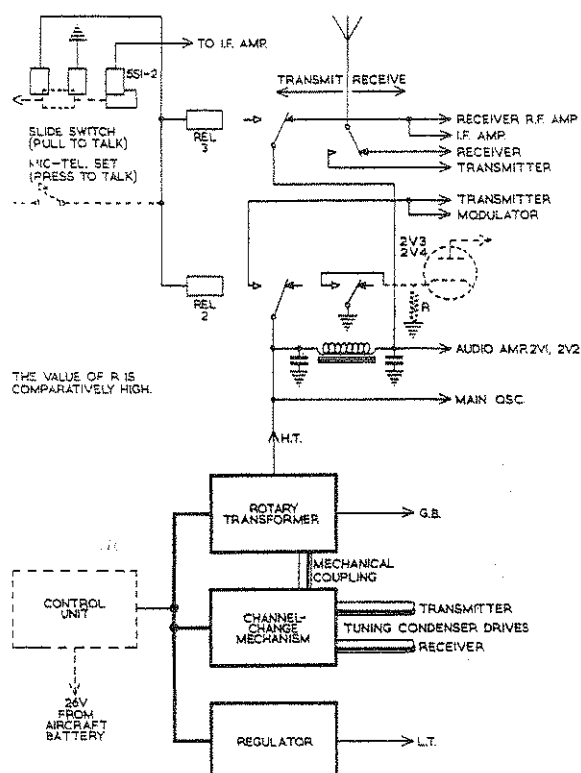 SS1-2
TO I.F. AMP.
TRANSMIT RECEIVE
SLIDE SWITCH
(PULL TO TALK)
MIC-TEL. SET
(PRESS TO TALK)
REL
3
RECEIVER R.F. AMP
I.F. AMP.
RECEIVER
TRANSMITTER
TRANSMITTER
MODULATOR
2V3
2V4
R
REL
2
AUDIO AMP. 2V1, 2V2
THE VALUE OF R IS
COMPARATIVELY HIGH.
MAIN OSC.
H.T.
ROTARY
TRANSFORMER
G.B.
MECHANICAL
COUPLING
CONTROL
UNIT
CHANNEL-
CHANGE
MECHANISM
TRANSMITTER
TUNING CONDENSER DRIVES
RECEIVER
26V
FROM
AIRCRAFT
BATTERY
REGULATOR
L.T.